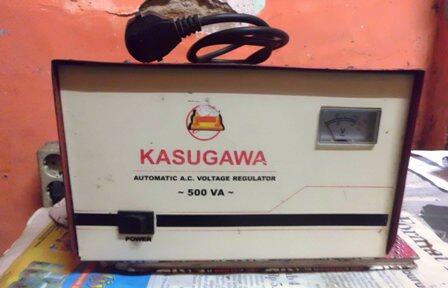 KASUGAWA
AUTOMATIC A.C. VOLTAGE REGULATOR
~ 500 VA ~
V
POWER